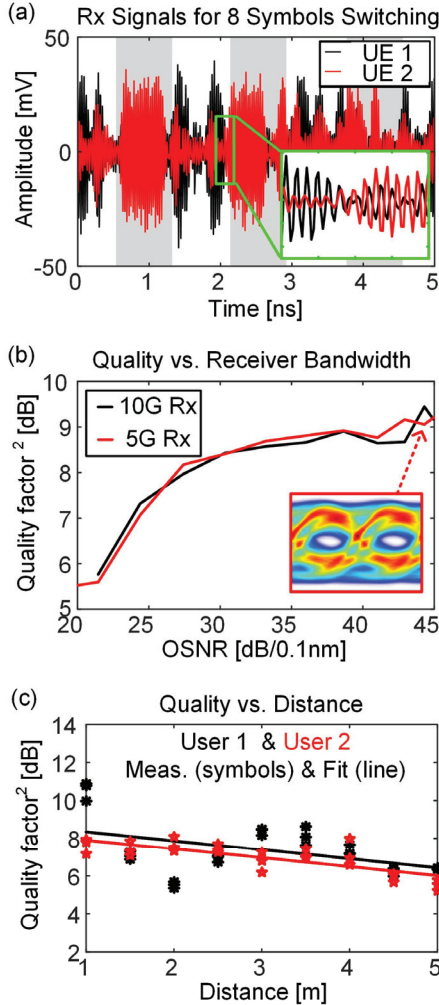 (a) Rx Signals for 8 Symbols Switching
UE 1
UE 2
50
0
-50
Amplitude [mV]
0 1 2 3 4 5
Time [ns]
(b) Quality vs. Receiver Bandwidth
10G Rx
5G Rx
10
9
8
7
6
5
Quality factor² [dB]
20 25 30 35 40 45
OSNR [dB/0.1nm]
(c) Quality vs. Distance
User 1 & User 2
Meas. (symbols) & Fit (line)
14
12
10
8
6
4
2
Quality factor² [dB]
1 2 3 4 5
Distance [m]